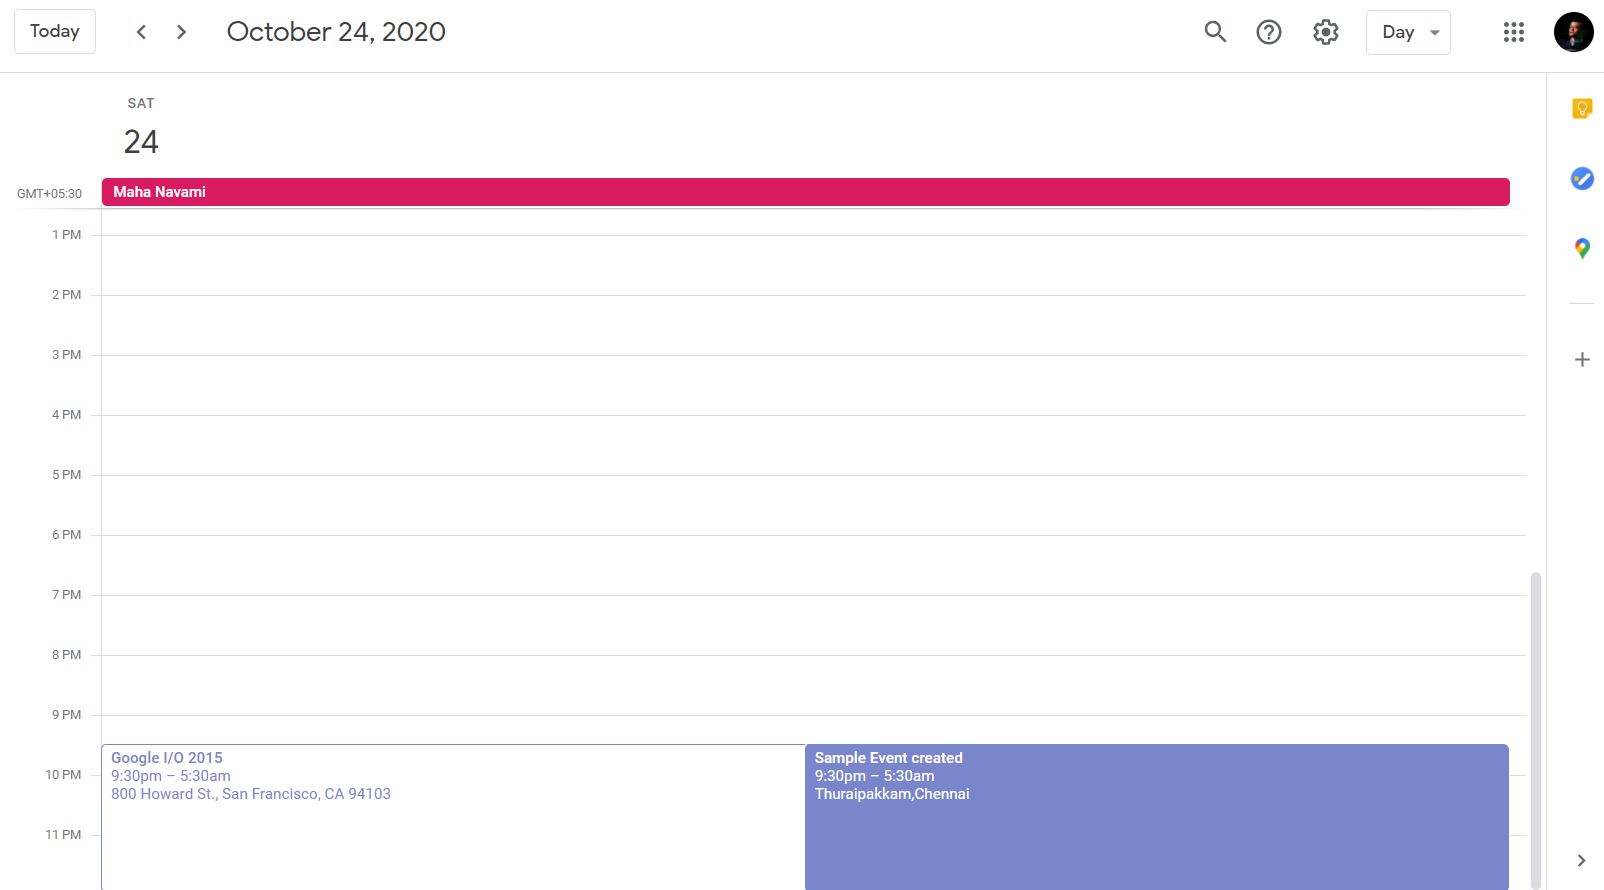 Today
October 24, 2020
Day
SAT
24
GMT+05:30
Maha Navami
1 PM
2 PM
3 PM
4 PM
5 PM
6 PM
7 PM
8 PM
9 PM
10 PM
11 PM
Google I/O 2015
9:30pm – 5:30am
800 Howard St., San Francisco, CA 94103
Sample Event created
9:30pm – 5:30am
Thuraipakkam,Chennai